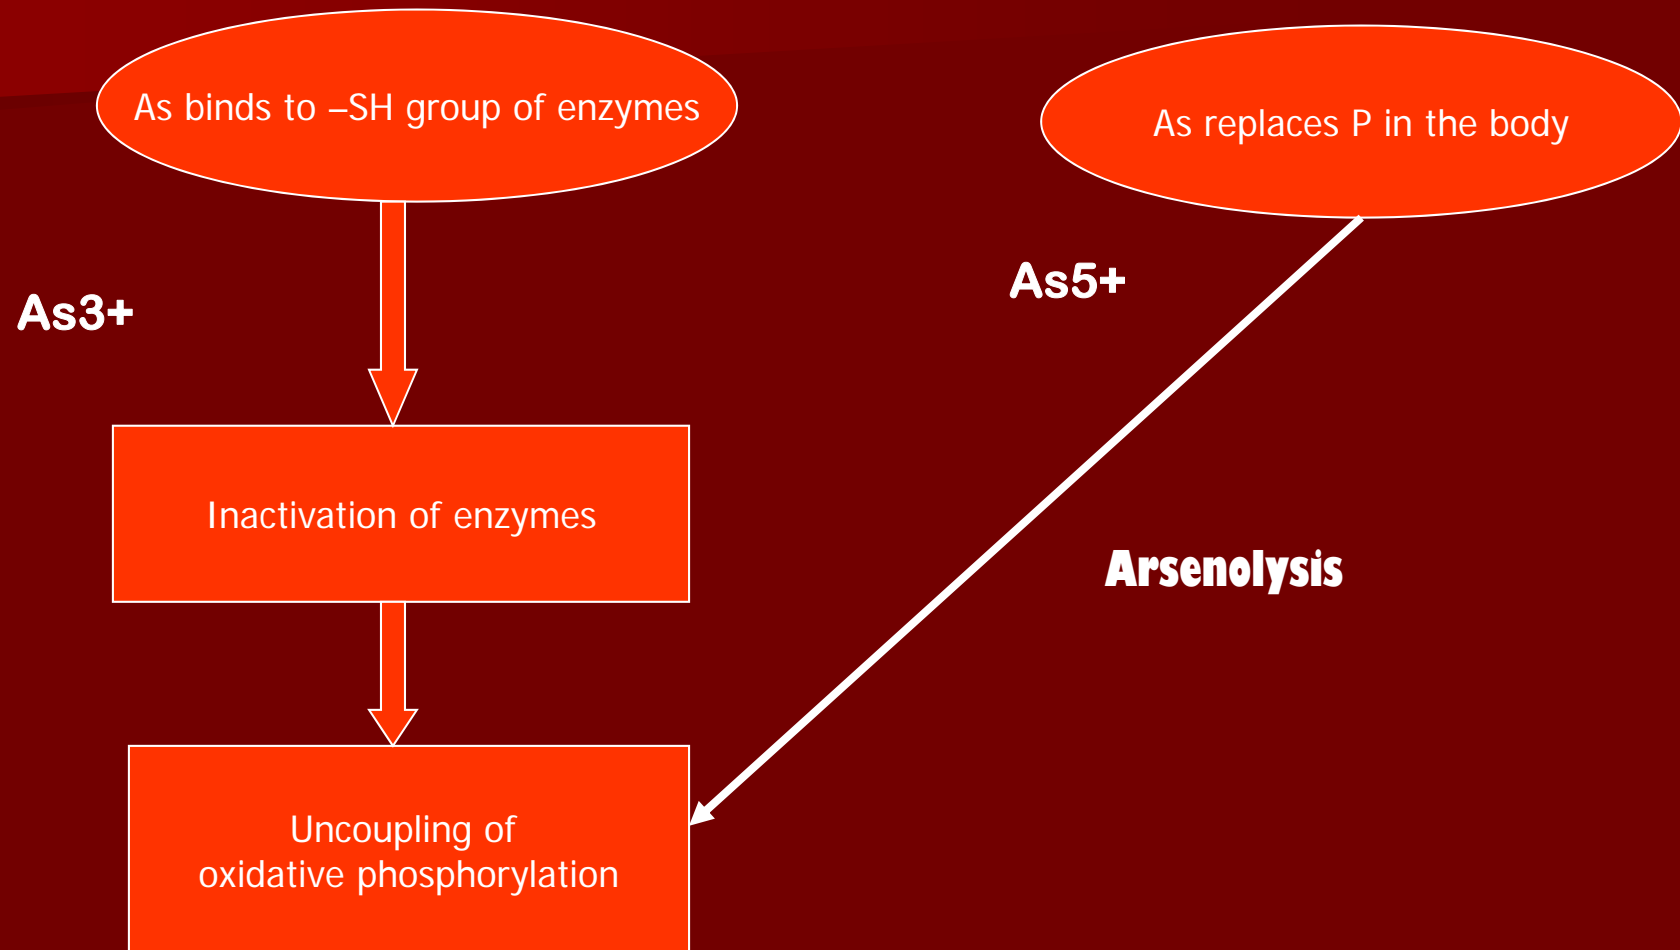 As binds to –SH group of enzymes
As replaces P in the body
As3+
As5+
Inactivation of enzymes
Arsenolysis
Uncoupling of
oxidative phosphorylation